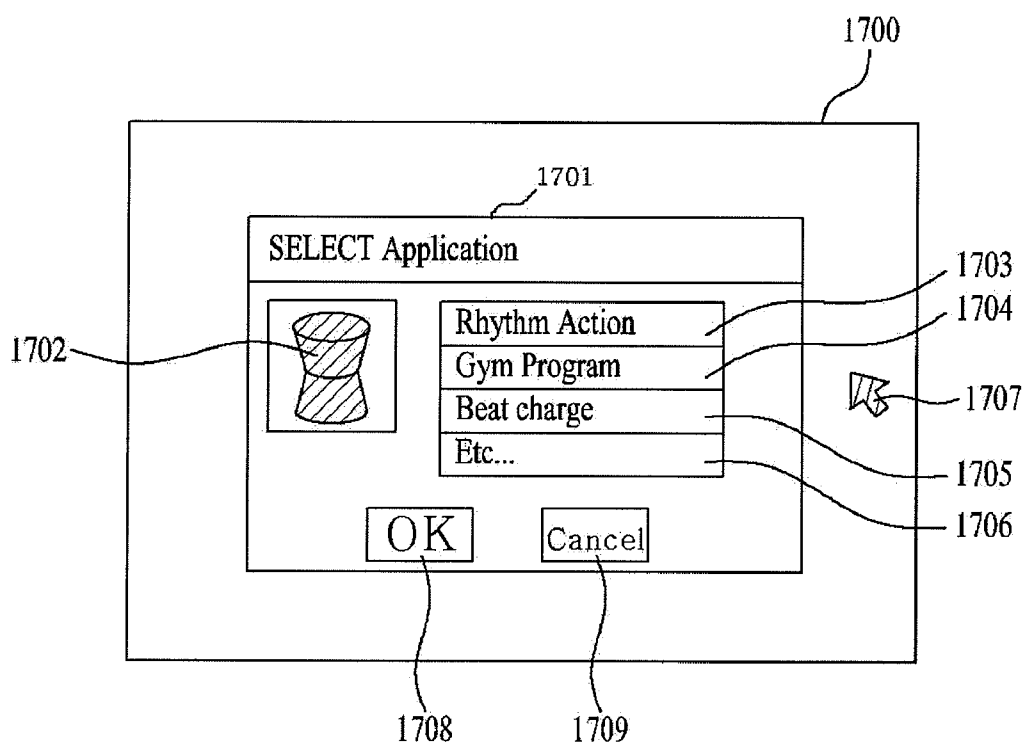 1700
1701
SELECT Application
1703
Rhythm Action
1704
1702
Gym Program
Beat charge
1707
Etc...
1705
1706
OK
Cancel
1708
1709